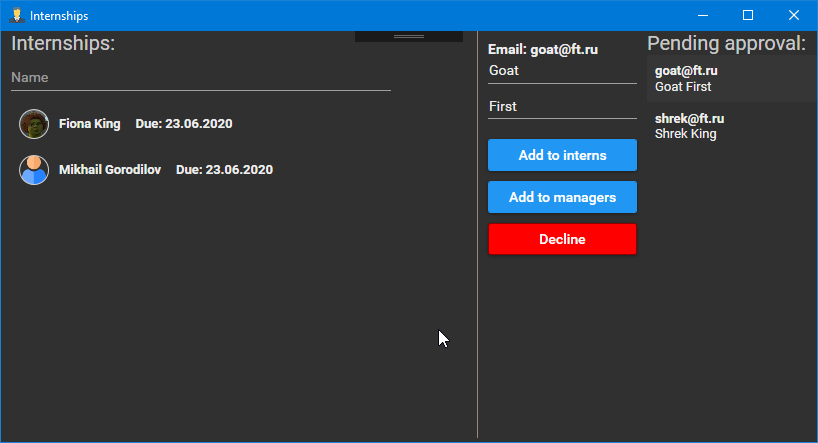 Internships
Internships:
Name
Fiona King Due: 23.06.2020
Mikhail Gorodilov Due: 23.06.2020
Email: goat@ft.ru
Goat
First
Add to interns
Add to managers
Decline
Pending approval:
goat@ft.ru
Goat First
shrek@ft.ru
Shrek King